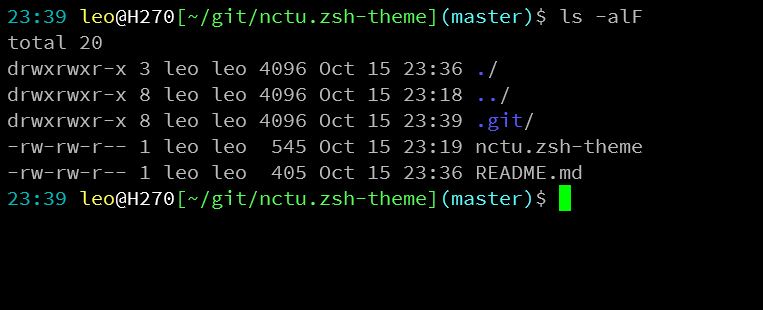 23:39 leo@H270[~/git/nctu.zsh-theme](master)$ ls -alF
total 20
drwxrwxr-x 3 leo leo 4096 Oct 15 23:36 ./
drwxrwxr-x 8 leo leo 4096 Oct 15 23:18 ../
drwxrwxr-x 8 leo leo 4096 Oct 15 23:39 .git/
-rw-rw-r-- 1 leo leo  545 Oct 15 23:19 nctu.zsh-theme
-rw-rw-r-- 1 leo leo  405 Oct 15 23:36 README.md
23:39 leo@H270[~/git/nctu.zsh-theme](master)$